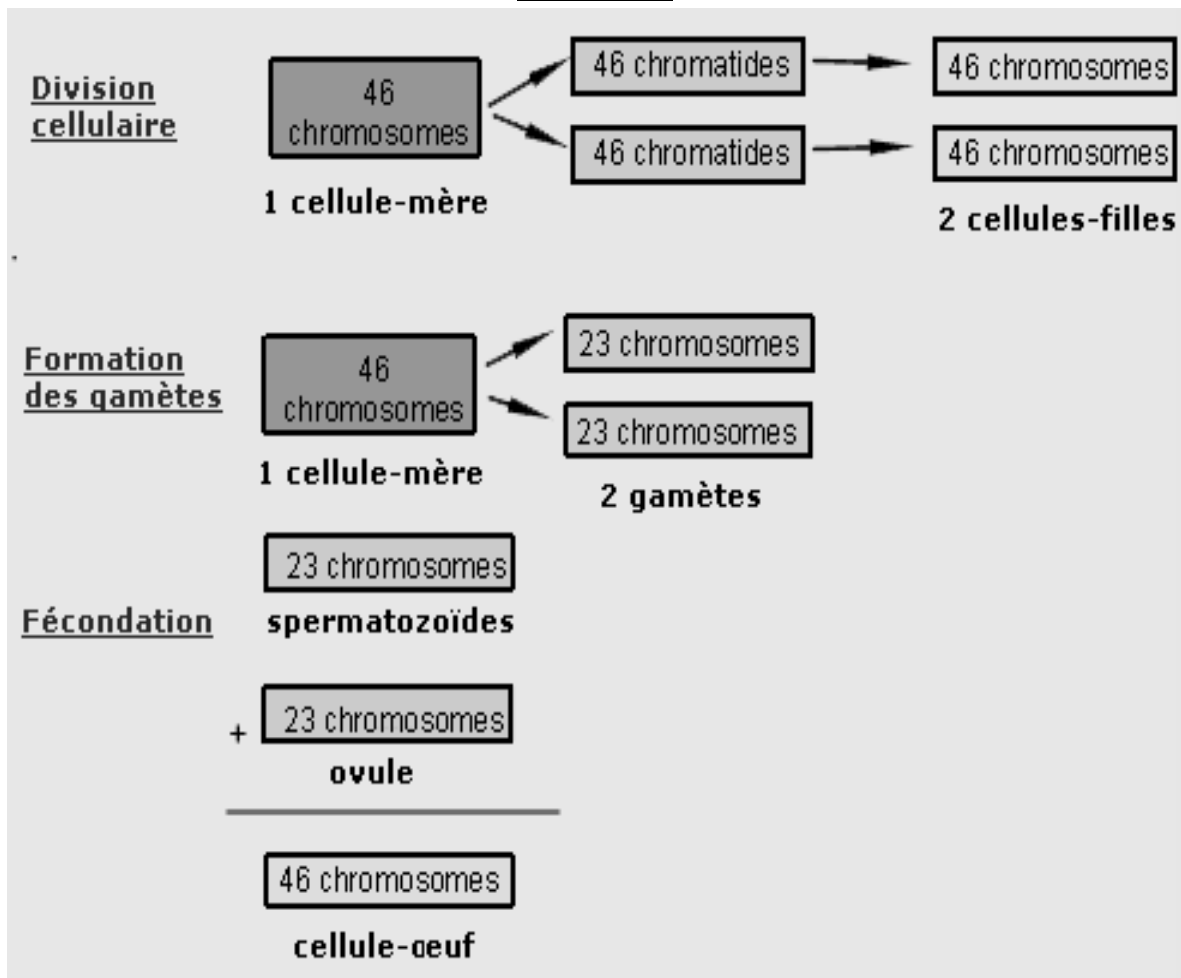 Division
cellulaire
46
chromosomes
46 chromatides
46 chromosomes
46 chromatides
46 chromosomes
1 cellule-mère
2 cellules-filles
Formation
des gamètes
46
chromosomes
23 chromosomes
23 chromosomes
1 cellule-mère
2 gamètes
23 chromosomes
Fécondation
spermatozoïdes
+
23 chromosomes
ovule
46 chromosomes
cellule-œuf